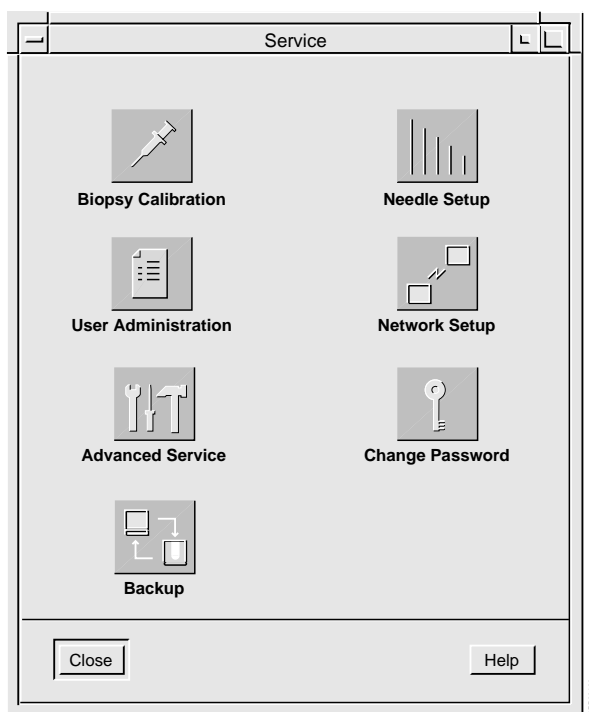 Service
Biopsy Calibration
Needle Setup
User Administration
Network Setup
Advanced Service
Change Password
Backup
Close
Help